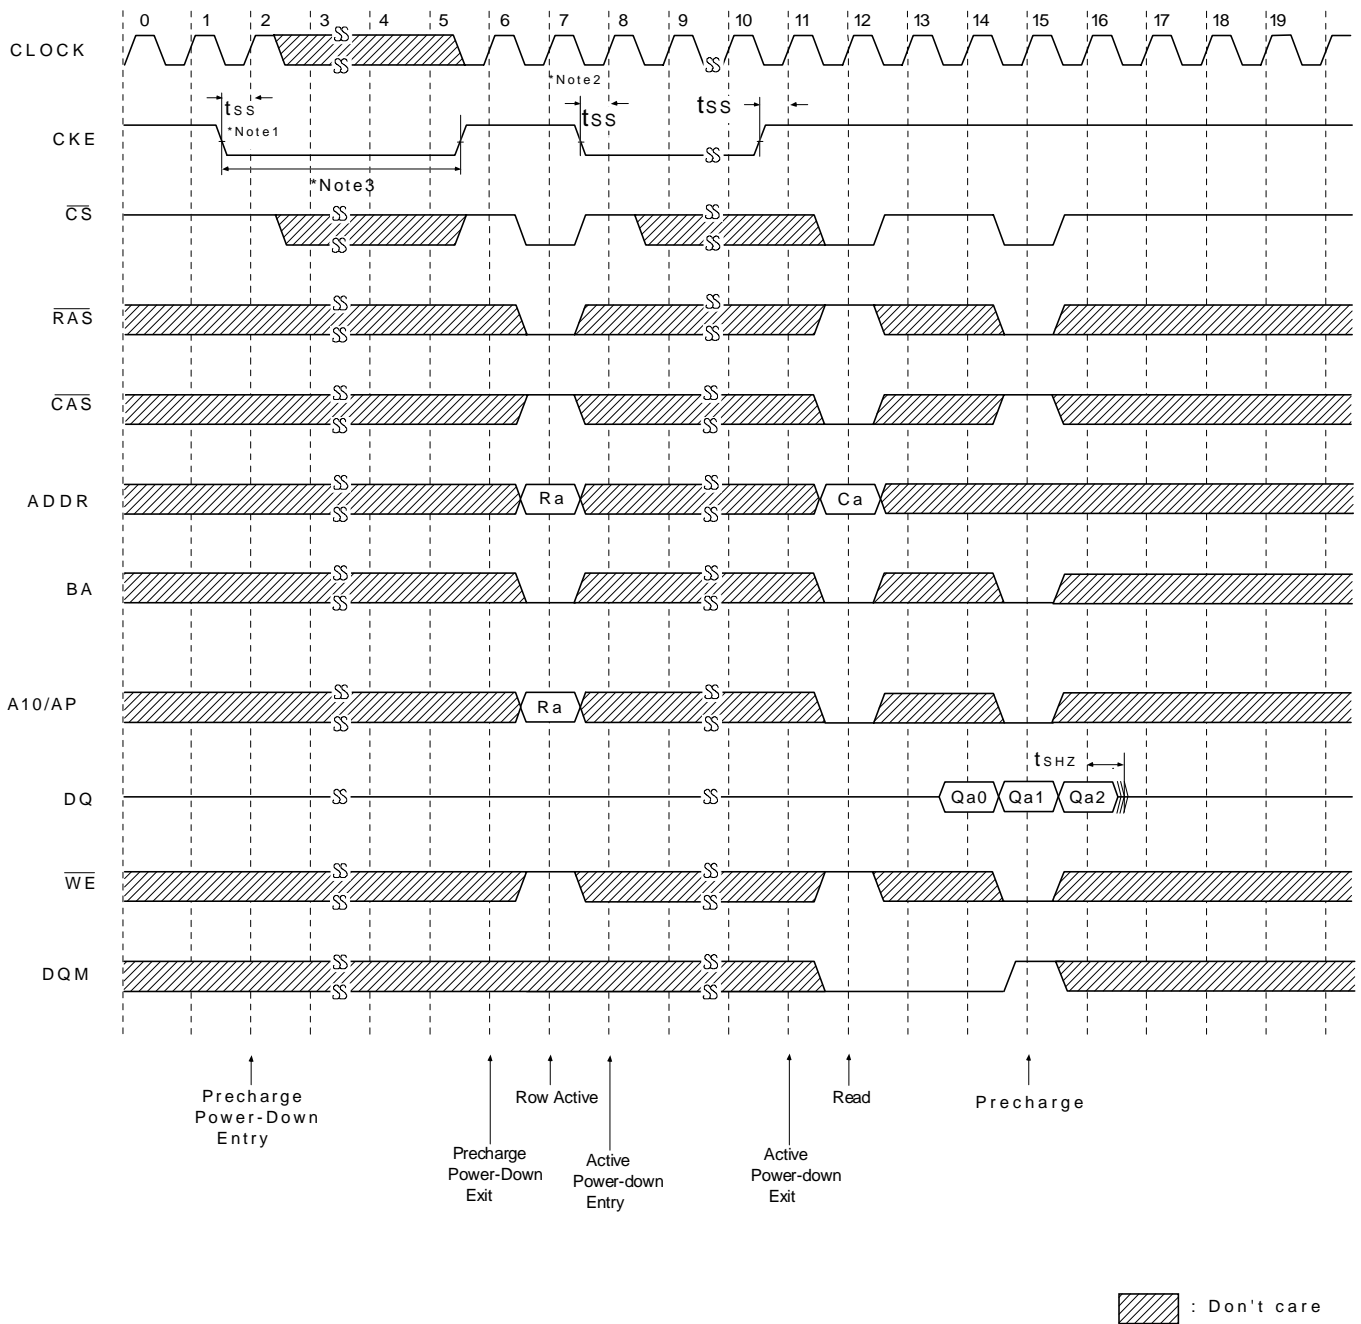 0 1 2 3 4 5 6 7 8 9 10 11 12 13 14 15 16 17 18 19
CLOCK
*Note2
tSS tSS tSS
*Note1
CKE
*Note3
CS
RAS
CAS
ADDR Ra Ca
BA
A10/AP Ra
tSHZ
DQ Qa0 Qa1 Qa2
WE
DQM
Precharge
Power-Down
Entry
Row Active
Read
Precharge
Precharge
Power-Down
Exit
Active
Power-down
Entry
Active
Power-down
Exit
: Don't care